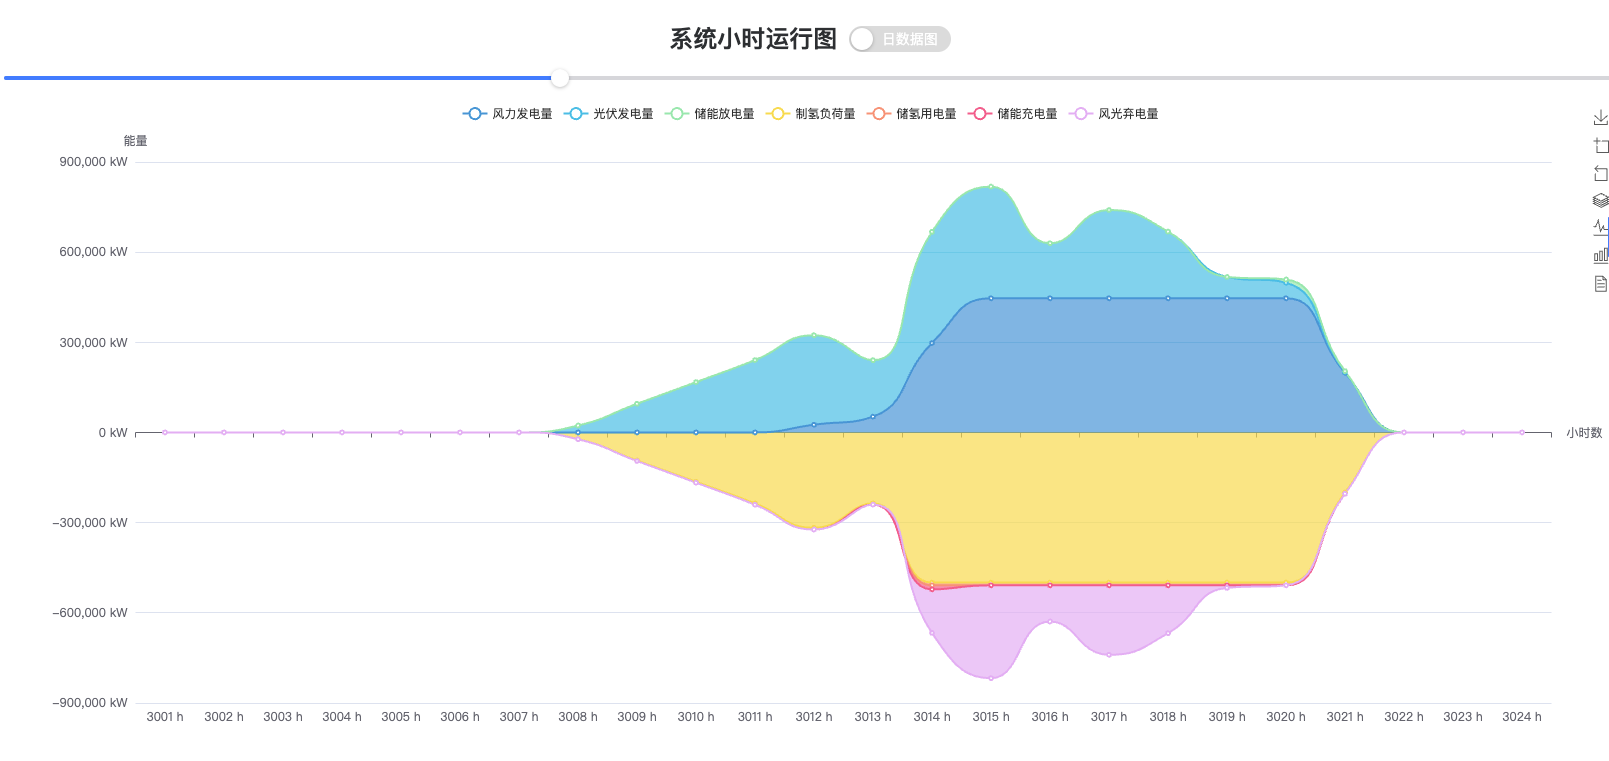 系统小时运行图 日数据图
风力发电量 光伏发电量 储能放电量 制氢负荷量 储氢用电量 储能充电量 风光弃电量
能量
900,000 kW
600,000 kW
300,000 kW
0 kW
小时数
−300,000 kW
−600,000 kW
−900,000 kW
3001 h 3002 h 3003 h 3004 h 3005 h 3006 h 3007 h 3008 h 3009 h 3010 h 3011 h 3012 h 3013 h 3014 h 3015 h 3016 h 3017 h 3018 h 3019 h 3020 h 3021 h 3022 h 3023 h 3024 h